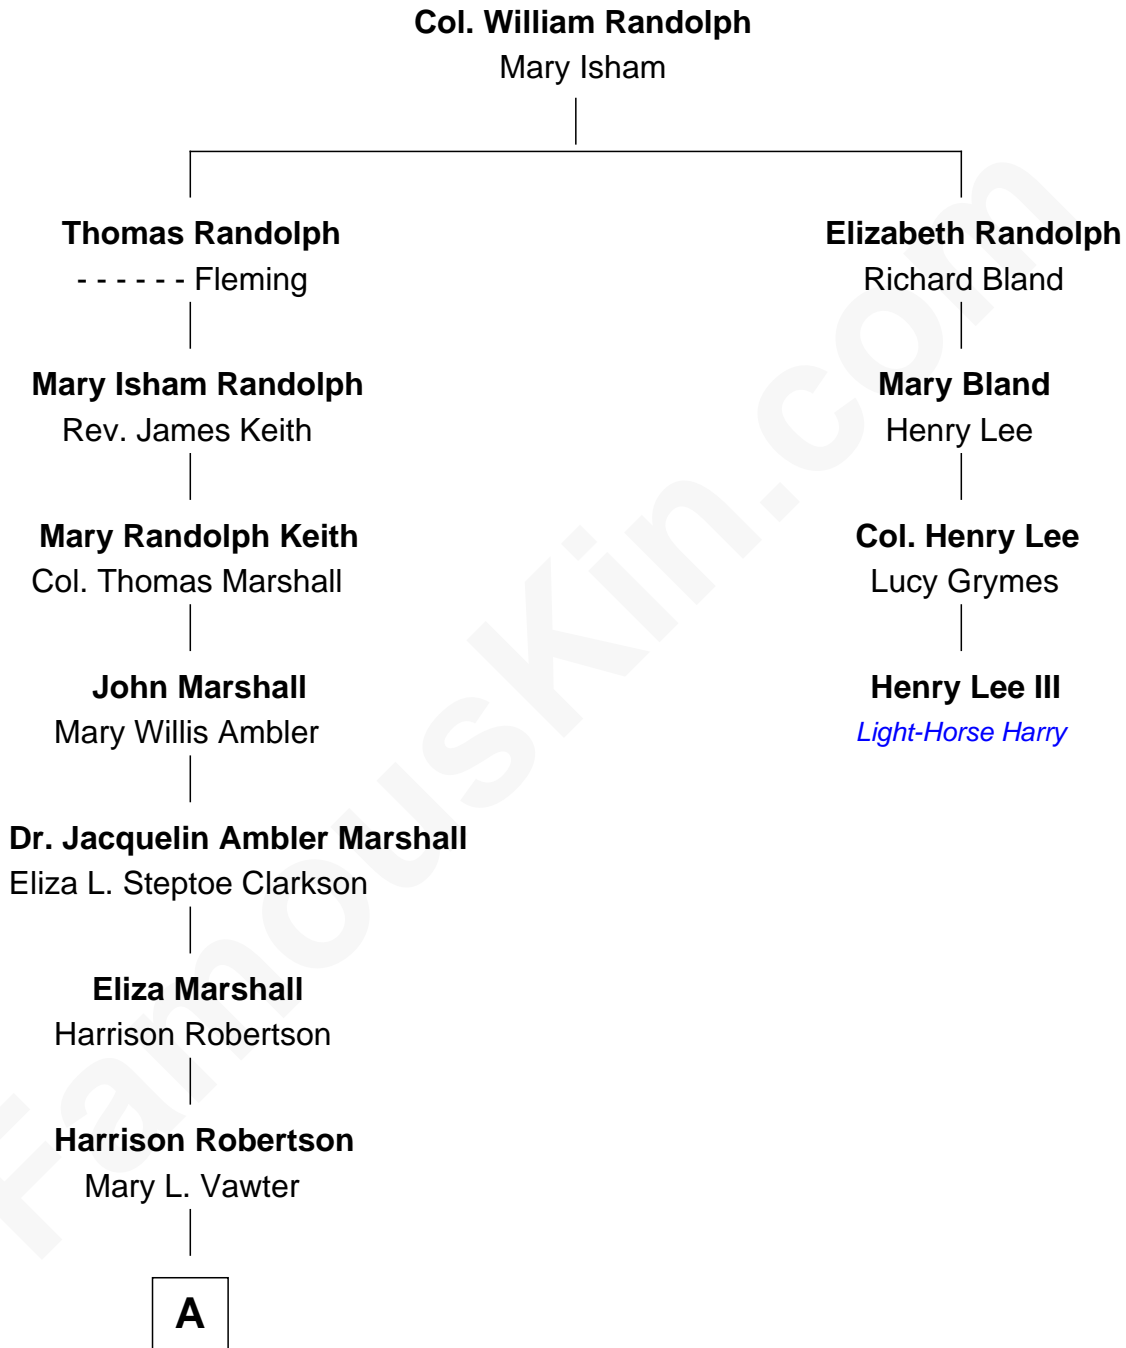 Col. William Randolph
Mary Isham
Thomas Randolph
- - - - - - Fleming
Elizabeth Randolph
Richard Bland
Mary Isham Randolph
Rev. James Keith
Mary Bland
Henry Lee
Mary Randolph Keith
Col. Thomas Marshall
Col. Henry Lee
Lucy Grymes
John Marshall
Mary Willis Ambler
Henry Lee III
Light-Horse Harry
Dr. Jacquelin Ambler Marshall
Eliza L. Steptoe Clarkson
Eliza Marshall
Harrison Robertson
Harrison Robertson
Mary L. Vawter
A
FamousKin.com